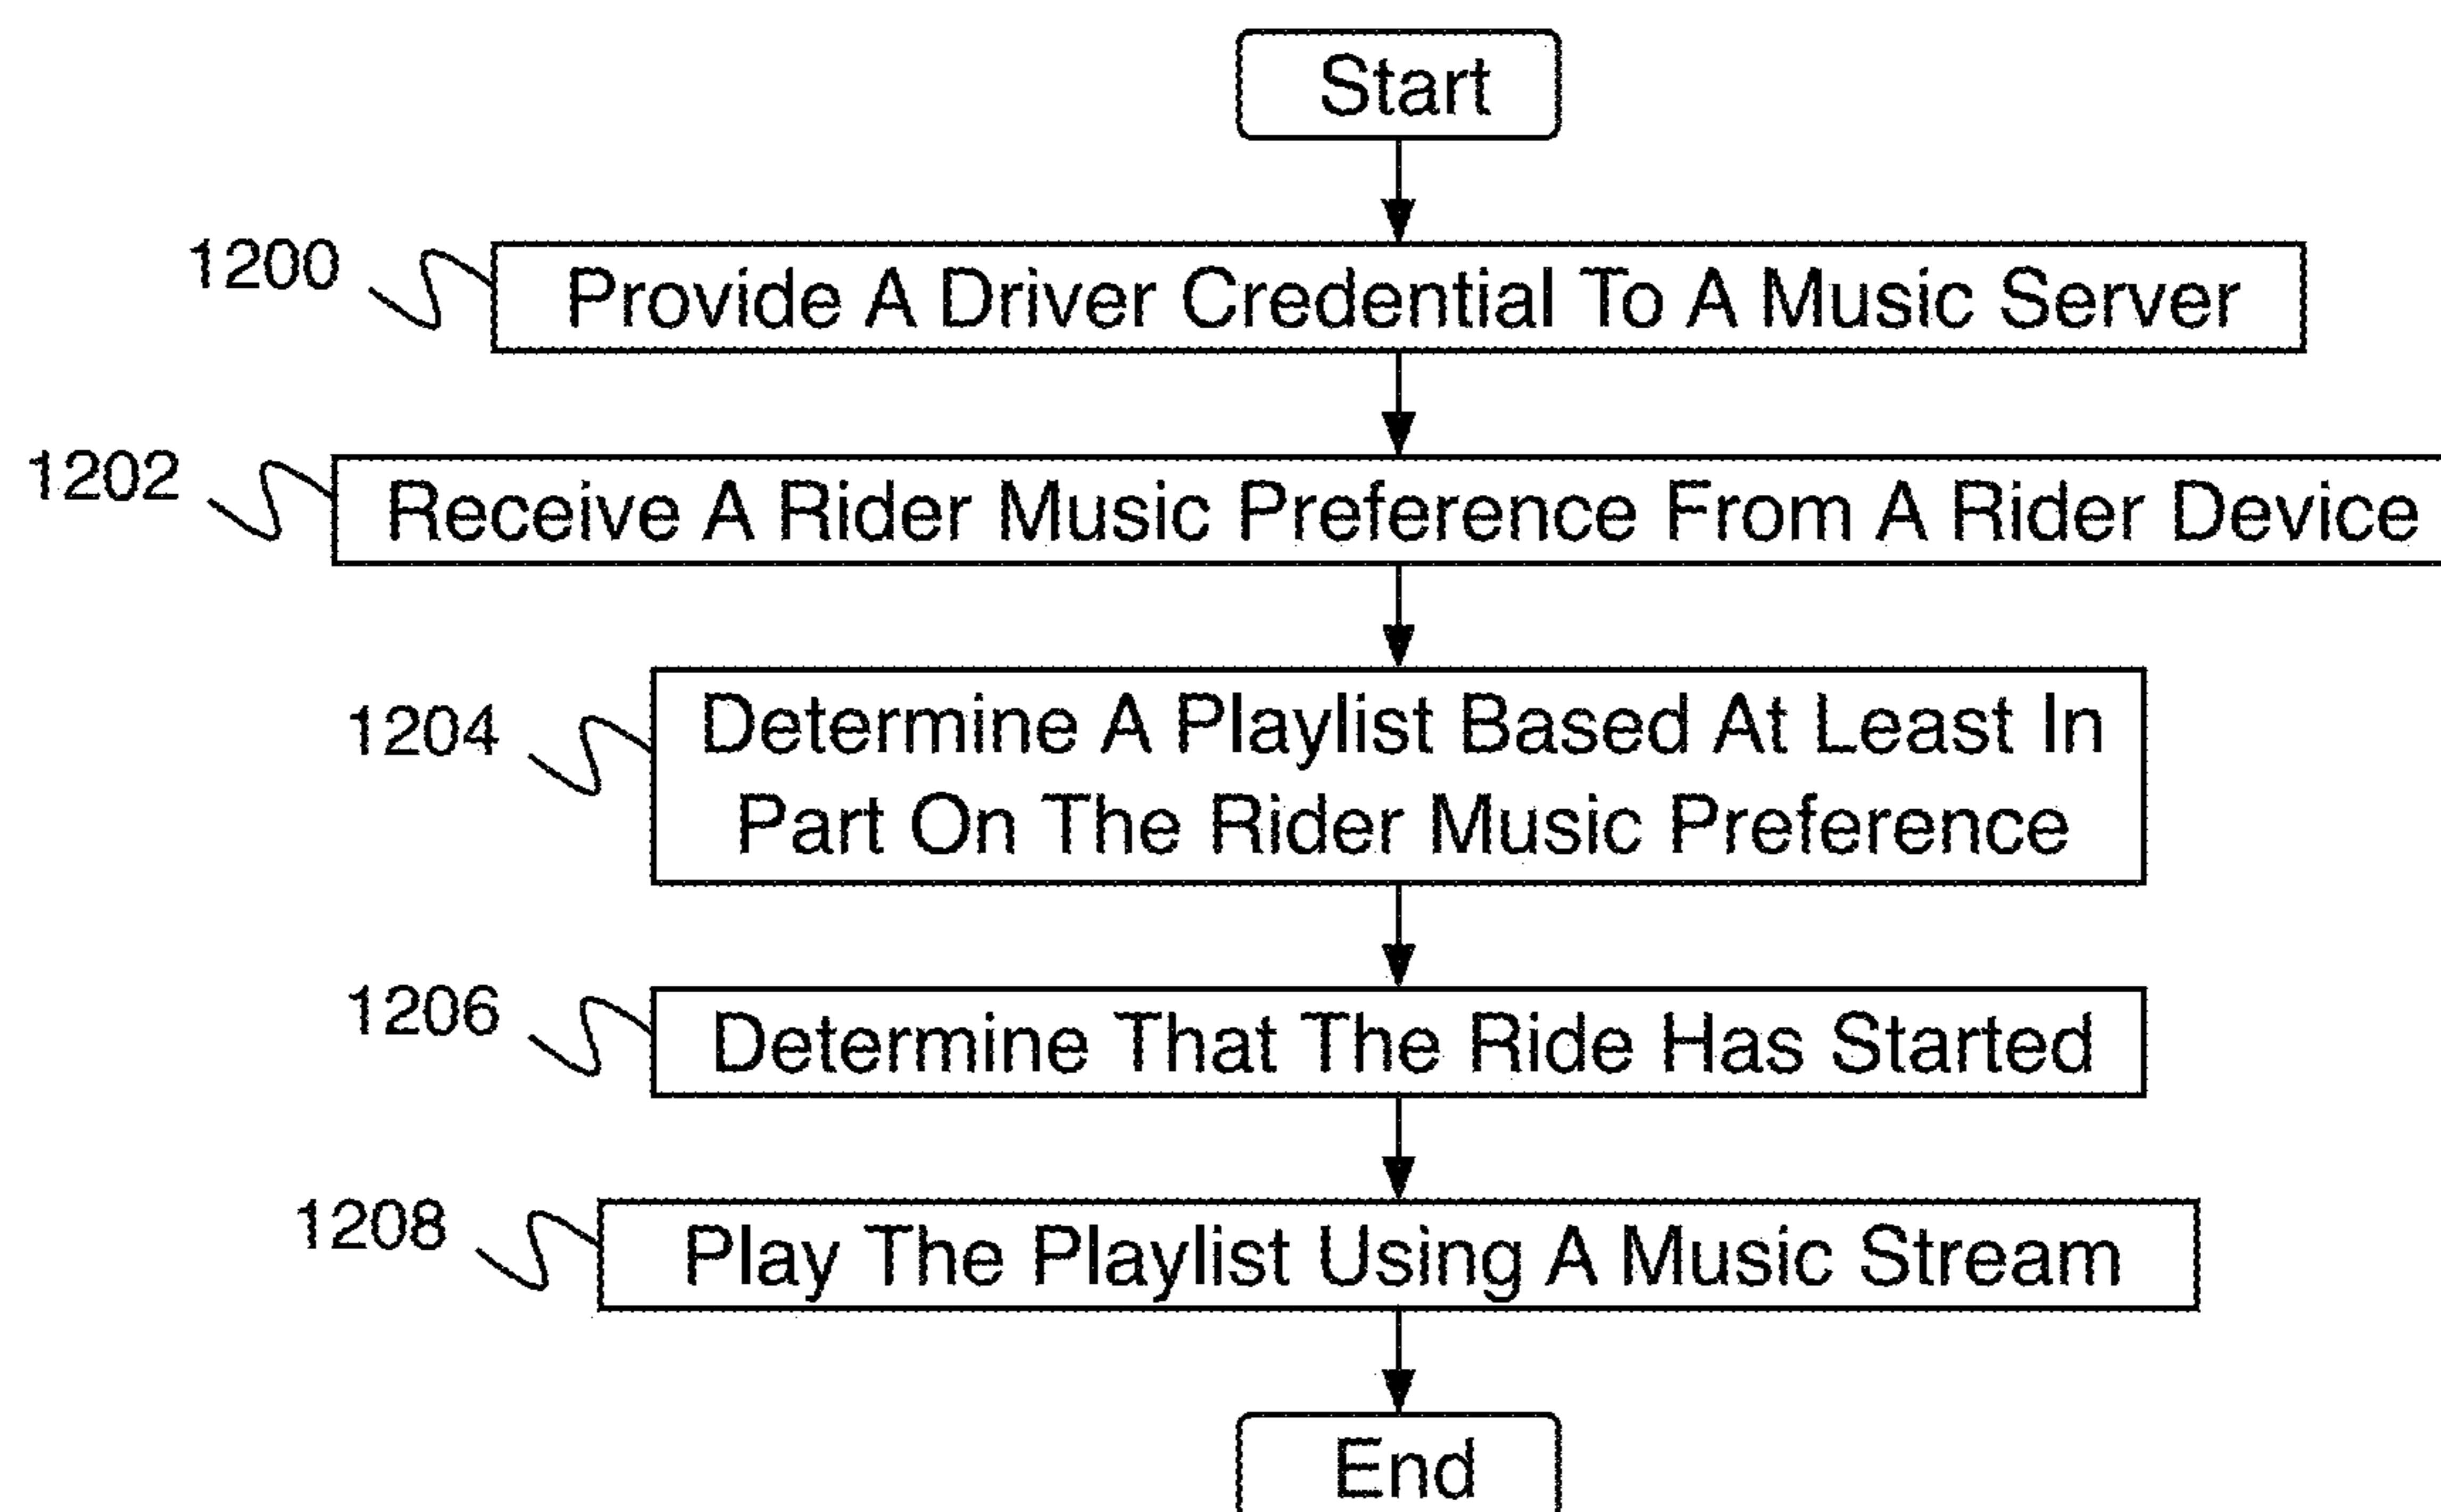 Start
1200
Provide A Driver Credential To A Music Server
1202
Receive A Rider Music Preference From A Rider Device
1204
Determine A Playlist Based At Least In
Part On The Rider Music Preference
1206
Determine That The Ride Has Started
1208
Play The Playlist Using A Music Stream
End